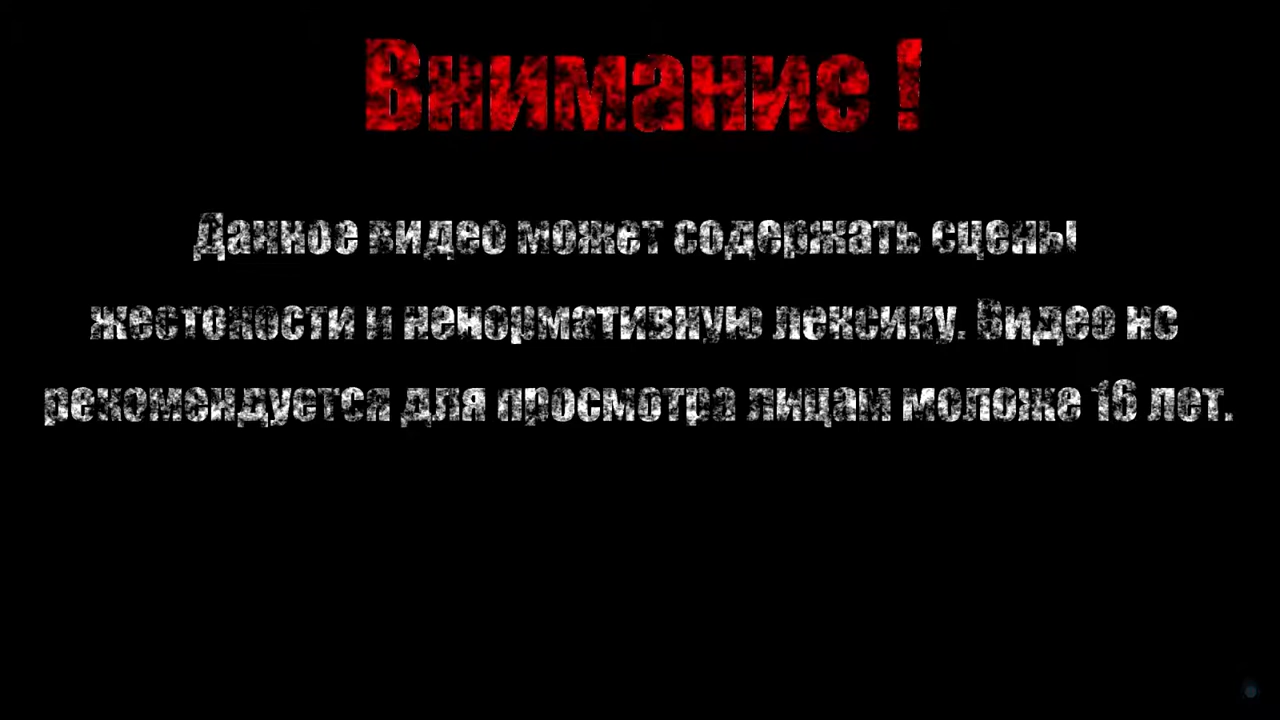 Внимание !
Данное видео может содержать сцены
жестокости и ненормативную лексику. Видео не
рекомендуется для просмотра лицам моложе 16 лет.